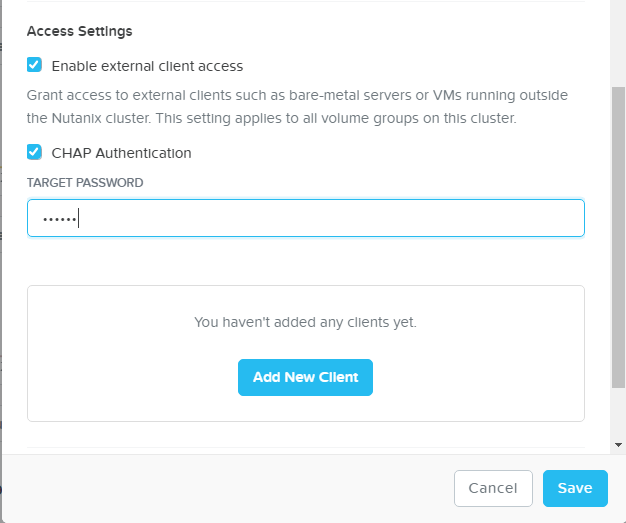 Access Settings
Enable external client access
Grant access to external clients such as bare-metal servers or VMs running outside
the Nutanix cluster. This setting applies to all volume groups on this cluster.
CHAP Authentication
TARGET PASSWORD
••••••
You haven't added any clients yet.
Add New Client
Cancel
Save